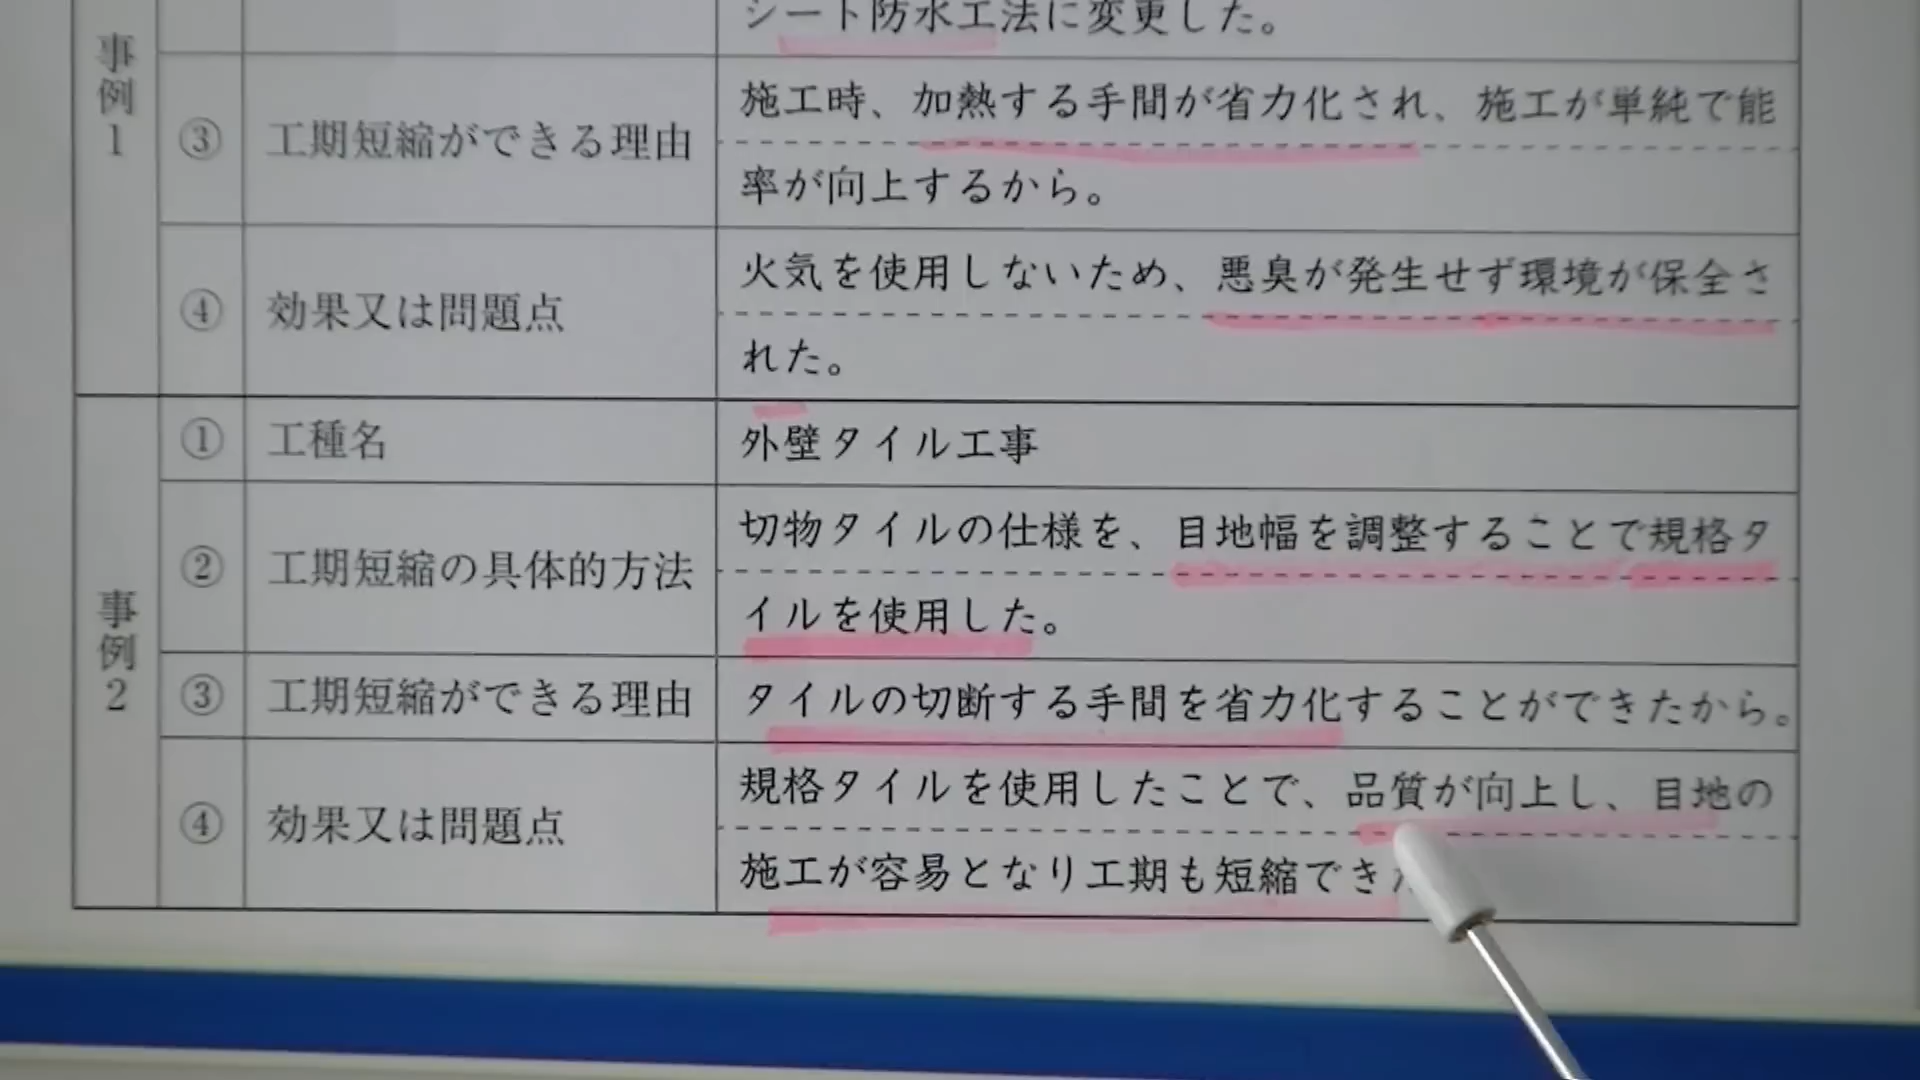 シート防水工法に変更した。
事例1
③ 工期短縮ができる理由
施工時、加熱する手間が省力化され、施工が単純で能
率が向上するから。
④ 効果又は問題点
火気を使用しないため、悪臭が発生せず環境が保全さ
れた。
事例2
① 工種名
外壁タイル工事
② 工期短縮の具体的方法
切物タイルの仕様を、目地幅を調整することで規格タ
イルを使用した。
③ 工期短縮ができる理由
タイルの切断する手間を省力化することができたから。
④ 効果又は問題点
規格タイルを使用したことで、品質が向上し、目地の
施工が容易となり工期も短縮でき